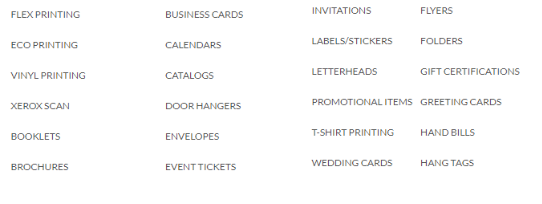 FLEX PRINTING
ECO PRINTING
VINYL PRINTING
XEROX SCAN
BOOKLETS
BROCHURES
BUSINESS CARDS
CALENDARS
CATALOGS
DOOR HANGERS
ENVELOPES
EVENT TICKETS
INVITATIONS
LABELS/STICKERS
LETTERHEADS
PROMOTIONAL ITEMS
T-SHIRT PRINTING
WEDDING CARDS
FLYERS
FOLDERS
GIFT CERTIFICATIONS
GREETING CARDS
HAND BILLS
HANG TAGS